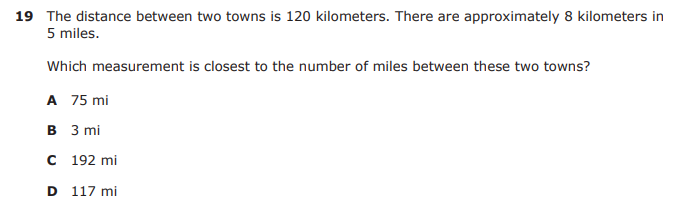 19 The distance between two towns is 120 kilometers. There are approximately 8 kilometers in
5 miles.
Which measurement is closest to the number of miles between these two towns?
A 75 mi
B 3 mi
C 192 mi
D 117 mi